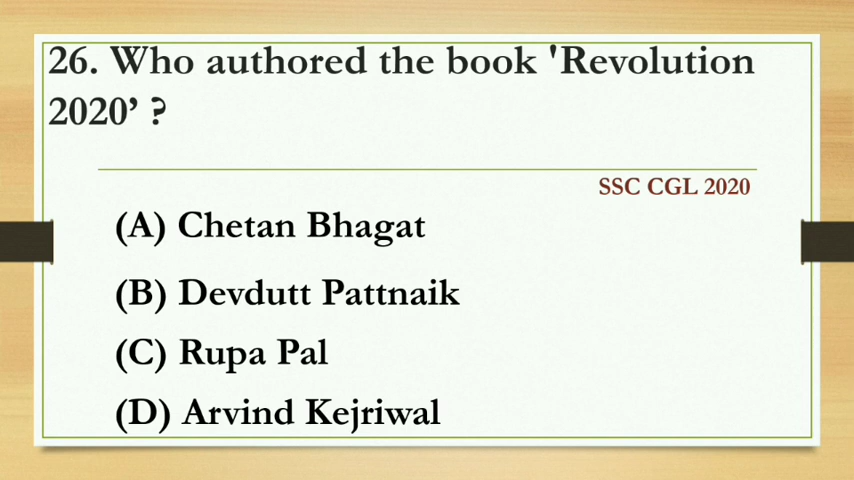 26. Who authored the book 'Revolution
2020’ ?
SSC CGL 2020
(A) Chetan Bhagat
(B) Devdutt Pattnaik
(C) Rupa Pal
(D) Arvind Kejriwal